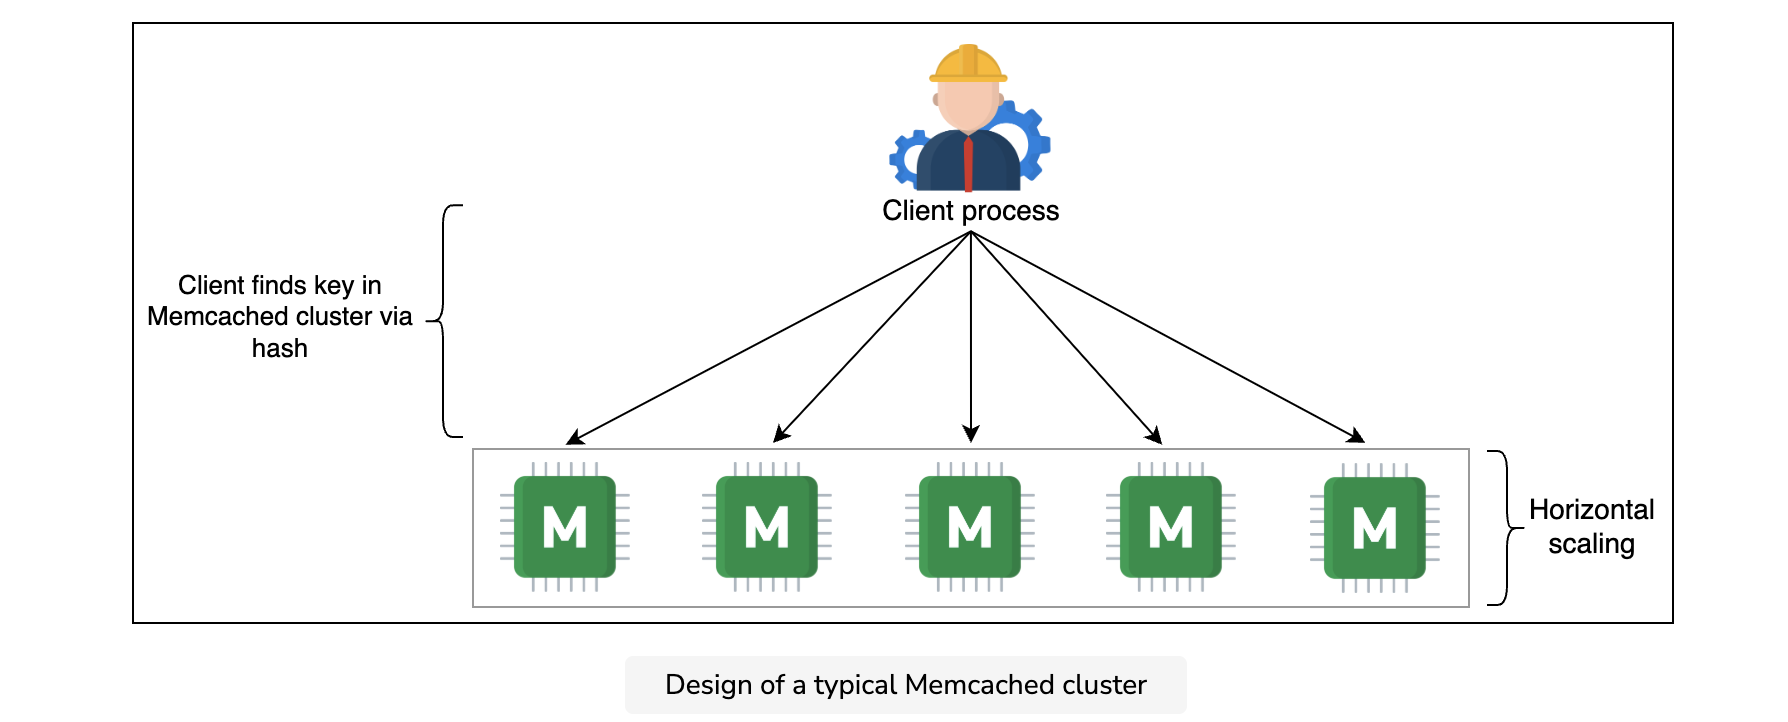 Client process
Client finds key in
Memcached cluster via
hash
M
M
M
M
M
Horizontal
scaling
Design of a typical Memcached cluster